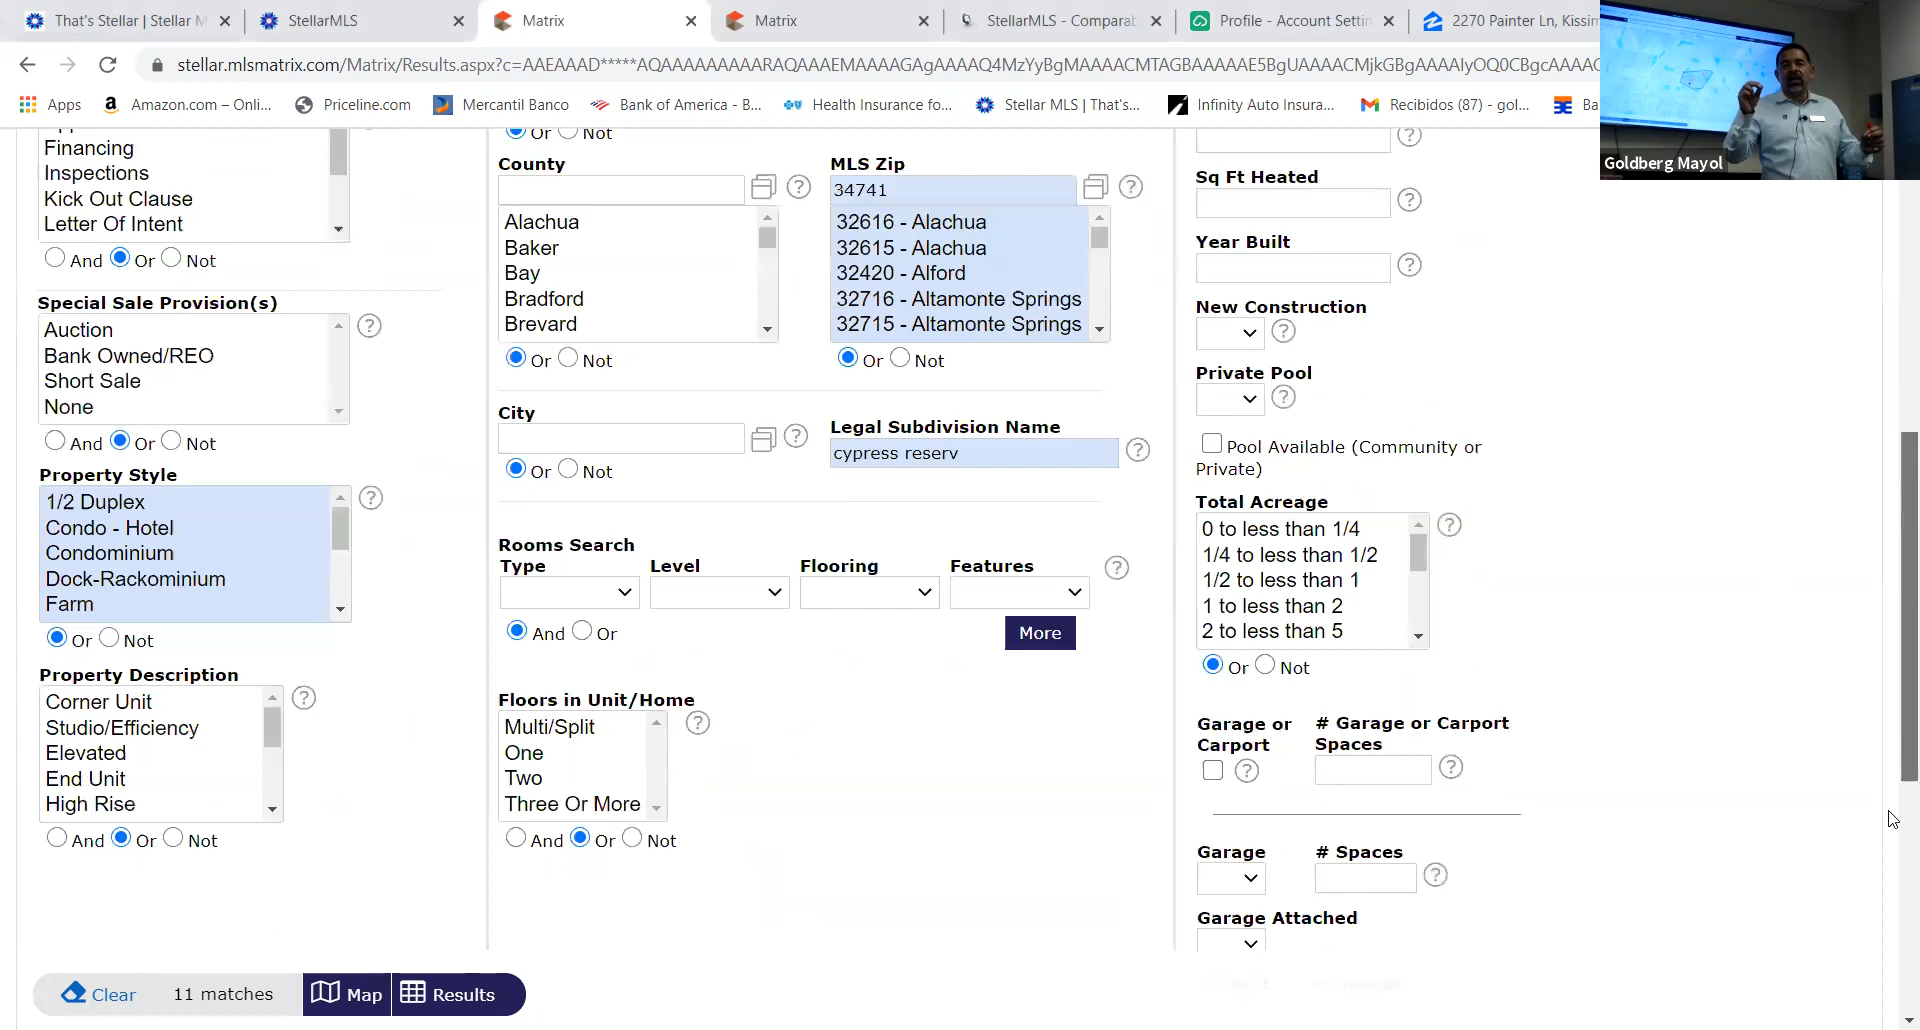 That's Stellar | Stellar M
StellarMLS
Matrix
Matrix
StellarMLS - Comparab
Profile - Account Settin
2270 Painter Ln, Kissim
stellar.mlsmatrix.com/Matrix/Results.aspx?c=AAEAAAD*****AQAAAAAAAAARAQAAAEMAAAAGAgAAAAQ4MzYyBgMAAAACMTAGBAAAAAE5BgUAAAACMjkGBgAAAAIyOQ0CBgcAAAAC
Apps
Amazon.com – Onli...
Priceline.com
Mercantil Banco
Bank of America - B...
Health Insurance fo...
Stellar MLS | That's...
Infinity Auto Insura...
Recibidos (87) - gol...
Ba
Goldberg Mayol
Financing
Inspections
Kick Out Clause
Letter Of Intent
And Or Not
Special Sale Provision(s)
Auction
Bank Owned/REO
Short Sale
None
And Or Not
Property Style
1/2 Duplex
Condo - Hotel
Condominium
Dock-Rackominium
Farm
Or Not
Property Description
Corner Unit
Studio/Efficiency
Elevated
End Unit
High Rise
And Or Not
Or Not
County
Alachua
Baker
Bay
Bradford
Brevard
Or Not
MLS Zip
34741
32616 - Alachua
32615 - Alachua
32420 - Alford
32716 - Altamonte Springs
32715 - Altamonte Springs
Or Not
City
Or Not
Legal Subdivision Name
cypress reserv
Rooms Search
Type Level Flooring Features
And Or
More
Floors in Unit/Home
Multi/Split
One
Two
Three Or More
And Or Not
Sq Ft Heated
Year Built
New Construction
Private Pool
Pool Available (Community or
Private)
Total Acreage
0 to less than 1/4
1/4 to less than 1/2
1/2 to less than 1
1 to less than 2
2 to less than 5
Or Not
Garage or
Carport
# Garage or Carport
Spaces
Garage
# Spaces
Garage Attached
Clear
11 matches
Map
Results